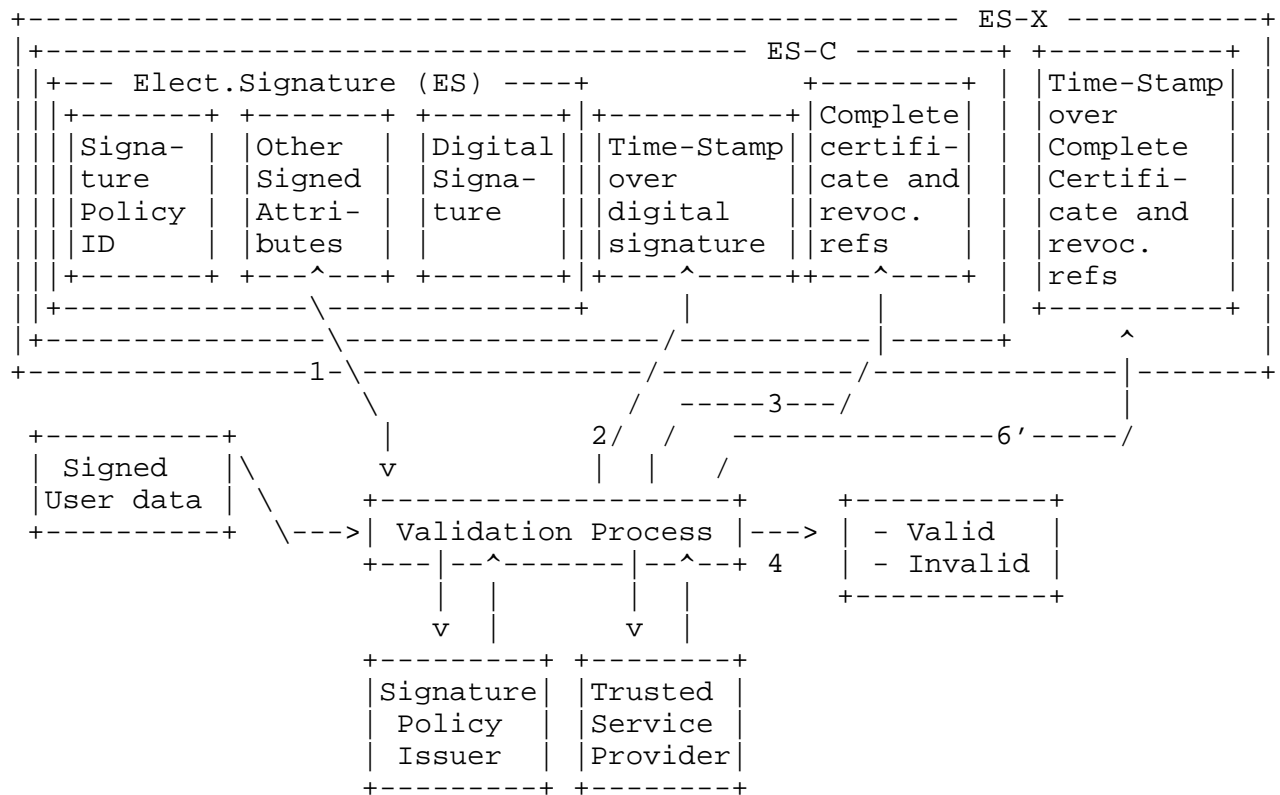 +--------------------------------------------------------- ES-X ------------+
|+------------------------------------------- ES-C --------+ +-----------+ |
||+--- Elect.Signature (ES) ----+             +--------+ | |Time-Stamp| |
|||+-------+ +-------+ +-------+|+----------+|Complete| | |over      | |
||||Signa- | |Other  | |Digital|||Time-Stamp||certifi-| | |Complete  | |
||||ture   | |Signed | |Signa- |||over      ||cate and| | |Certifi-  | |
||||Policy | |Attri- | |ture   |||digital   ||revoc.  | | |cate and  | |
||||ID     | |butes  | |       |||signature ||refs    | | |revoc.    | |
|||+-------+ +---^---+ +-------+|+----^-----++---^----+ | |refs      | |
||+--------------\--------------+     |          |      | +----------+ |
|+----------------\------------------/-----------|------+      ^       |
+----------------1-\----------------/-----------/--------------|-------+
                    \              /  -----3---/               |
 +----------+        |           2/  /   --------------6'-----/
 | Signed   |\       v           |  |   /
 |User data | \     +--------------------+     +-----------+
 +----------+  \--->| Validation Process |---> | - Valid   |
                    +---|--^-------|--^--+ 4   | - Invalid |
                        |  |       |  |        +-----------+
                        v  |       v  |
                    +---------+ +--------+
                    |Signature| |Trusted |
                    | Policy  | |Service |
                    | Issuer  | |Provider|
                    +---------+ +--------+